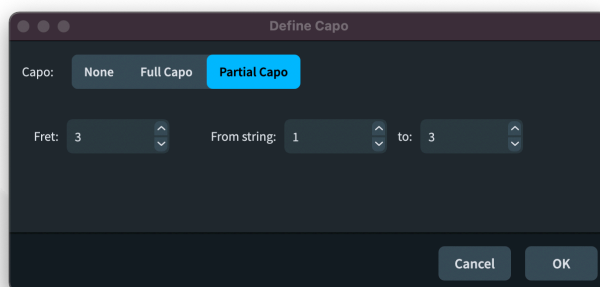 Define Capo
Capo: None Full Capo Partial Capo
Fret: 3 From string: 1 to: 3
Cancel OK